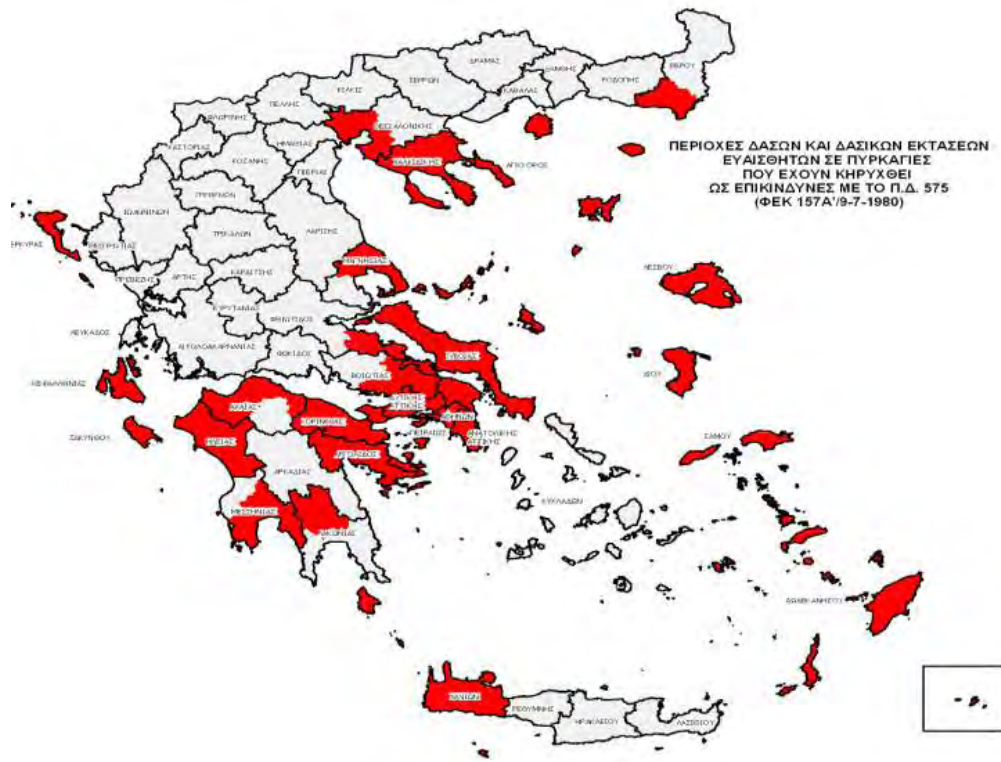 ΔΡΑΜΑΣ
ΞΑΝΘΗΣ
ΕΒΡΟΥ
ΡΟΔΟΠΗΣ
ΣΕΡΡΩΝ
ΚΑΒΑΛΑΣ
ΚΙΛΚΙΣ
ΠΕΛΛΗΣ
ΦΛΩΡΙΝΗΣ
ΘΕΣΣΑΛΟΝΙΚΗΣ
ΗΜΑΘΙΑΣ
ΚΑΣΤΟΡΙΑΣ
ΚΟΖΑΝΗΣ
ΠΙΕΡΙΑΣ
ΧΑΛΚΙΔΙΚΗΣ
ΑΓΙΟ ΟΡΟΣ
ΠΕΡΙΟΧΕΣ ΔΑΣΩΝ ΚΑΙ ΔΑΣΙΚΩΝ ΕΚΤΑΣΕΩΝ
ΕΥΑΙΣΘΗΤΩΝ ΣΕ ΠΥΡΚΑΓΙΕΣ
ΠΟΥ ΕΧΟΥΝ ΚΗΡΥΧΘΕΙ
ΩΣ ΕΠΙΚΙΝΔΥΝΕΣ ΜΕ ΤΟ Π.Δ. 575
(ΦΕΚ 157Α'/9-7-1980)
ΓΡΕΒΕΝΩΝ
ΙΩΑΝΝΙΝΩΝ
ΤΡΙΚΑΛΩΝ
ΛΑΡΙΣΗΣ
ΕΡΚΥΡΑΣ
ΘΕΣΠΡΩΤΙΑΣ
ΜΑΓΝΗΣΙΑΣ
ΛΕΣΒΟΥ
ΠΡΕΒΕΖΗΣ
ΑΡΤΗΣ
ΚΑΡΔΙΤΣΗΣ
ΕΥΡΥΤΑΝΙΑΣ
ΦΘΙΩΤΙΔΟΣ
ΛΕΥΚΑΔΟΣ
ΑΙΤΩΛΟΑΚΑΡΝΑΝΙΑΣ
ΦΩΚΙΔΟΣ
ΕΥΒΟΙΑΣ
ΒΟΙΩΤΙΑΣ
ΧΙΟΥ
ΚΕΦΑΛΛΗΝΙΑΣ
ΔΥΤΙΚΗΣ
ΑΤΤΙΚΗΣ
ΑΧΑΪΑΣ
ΑΘΗΝΩΝ
ΚΟΡΙΝΘΙΑΣ
ΠΕΙΡΑΙΩΣ
ΑΝΑΤΟΛΙΚΗΣ
ΑΤΤΙΚΗΣ
ΖΑΚΥΝΘΟΥ
ΗΛΕΙΑΣ
ΣΑΜΟΥ
ΑΡΓΟΛΙΔΟΣ
ΑΡΚΑΔΙΑΣ
ΚΥΚΛΑΔΩΝ
ΜΕΣΣΗΝΙΑΣ
ΛΑΚΩΝΙΑΣ
ΔΩΔΕΚΑΝΗΣΟΥ
ΧΑΝΙΩΝ
ΡΕΘΥΜΝΗΣ
ΗΡΑΚΛΕΙΟΥ
ΛΑΣΙΘΙΟΥ